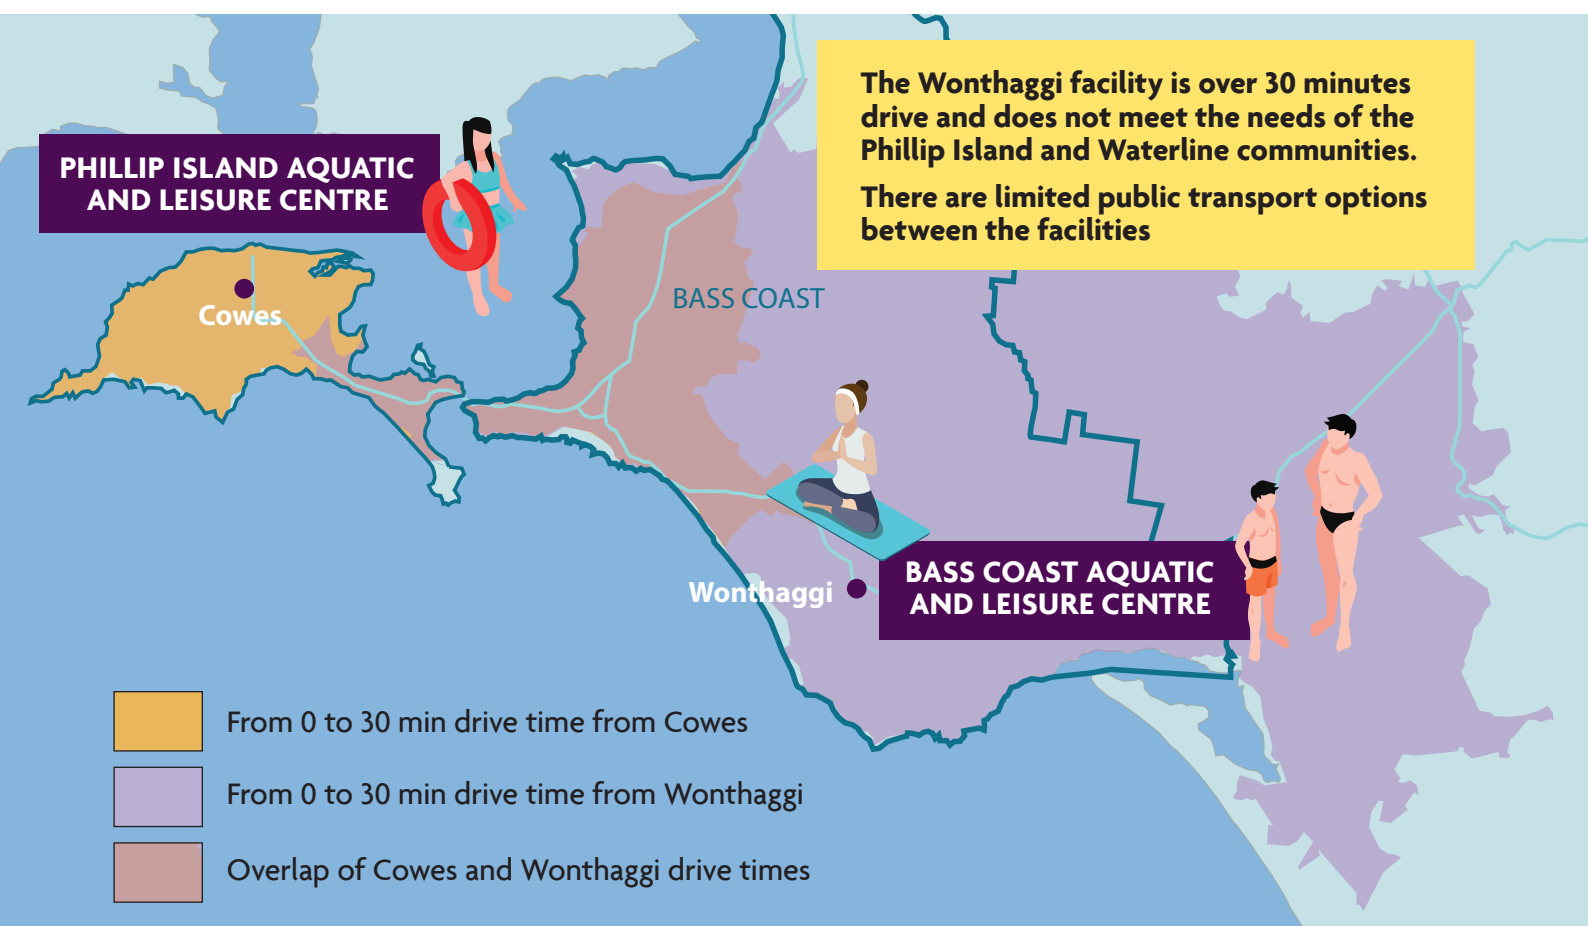 The Wonthaggi facility is over 30 minutes
drive and does not meet the needs of the
Phillip Island and Waterline communities.
There are limited public transport options
between the facilities
PHILLIP ISLAND AQUATIC
AND LEISURE CENTRE
BASS COAST
Cowes
BASS COAST AQUATIC
AND LEISURE CENTRE
Wonthaggi
From 0 to 30 min drive time from Cowes
From 0 to 30 min drive time from Wonthaggi
Overlap of Cowes and Wonthaggi drive times